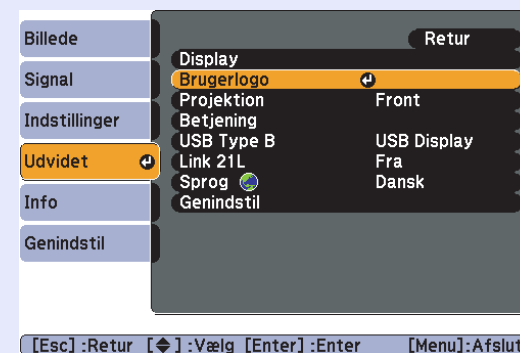 Billede
Signal
Indstillinger
Udvidet
Info
Genindstil
Retur
Display
Brugerlogo
Projektion Front
Betjening
USB Type B USB Display
Link 21L Fra
Sprog Dansk
Genindstil
[Esc] :Retur [◆] :Vælg [Enter] :Enter [Menu]:Afslut